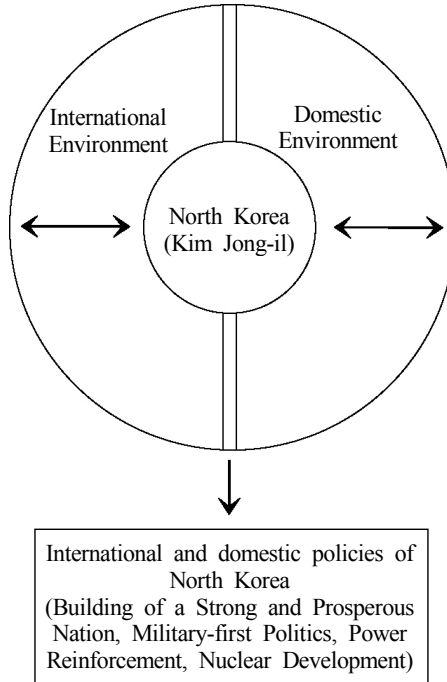 International
Environment
Domestic
Environment
North Korea
(Kim Jong-il)
International and domestic policies of
North Korea
(Building of a Strong and Prosperous
Nation, Military-first Politics, Power
Reinforcement, Nuclear Development)